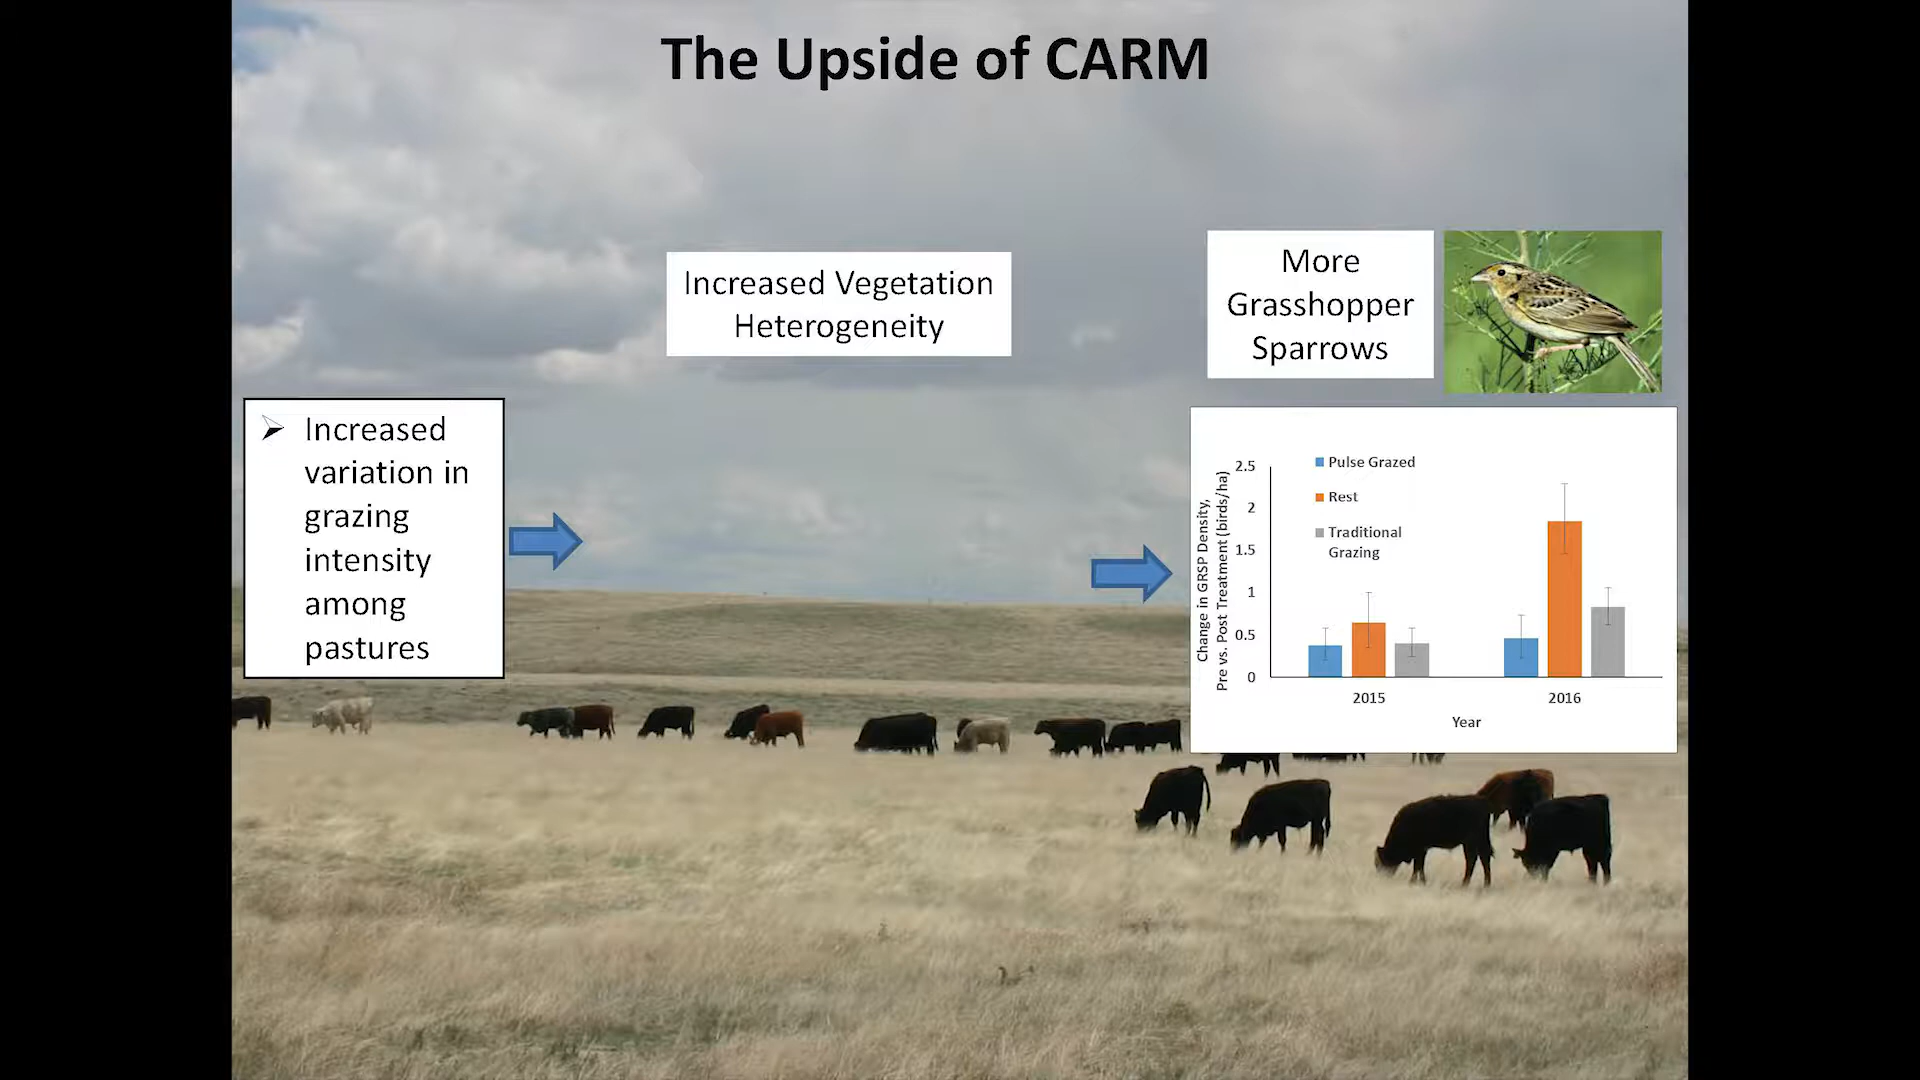 The Upside of CARM
Increased Vegetation
Heterogeneity
More
Grasshopper
Sparrows
➢ Increased
variation in
grazing
intensity
among
pastures
Change in GRSP Density,
Pre vs. Post Treatment (birds/ha)
2.5
2
1.5
1
0.5
0
Pulse Grazed
Rest
Traditional
Grazing
2015
2016
Year